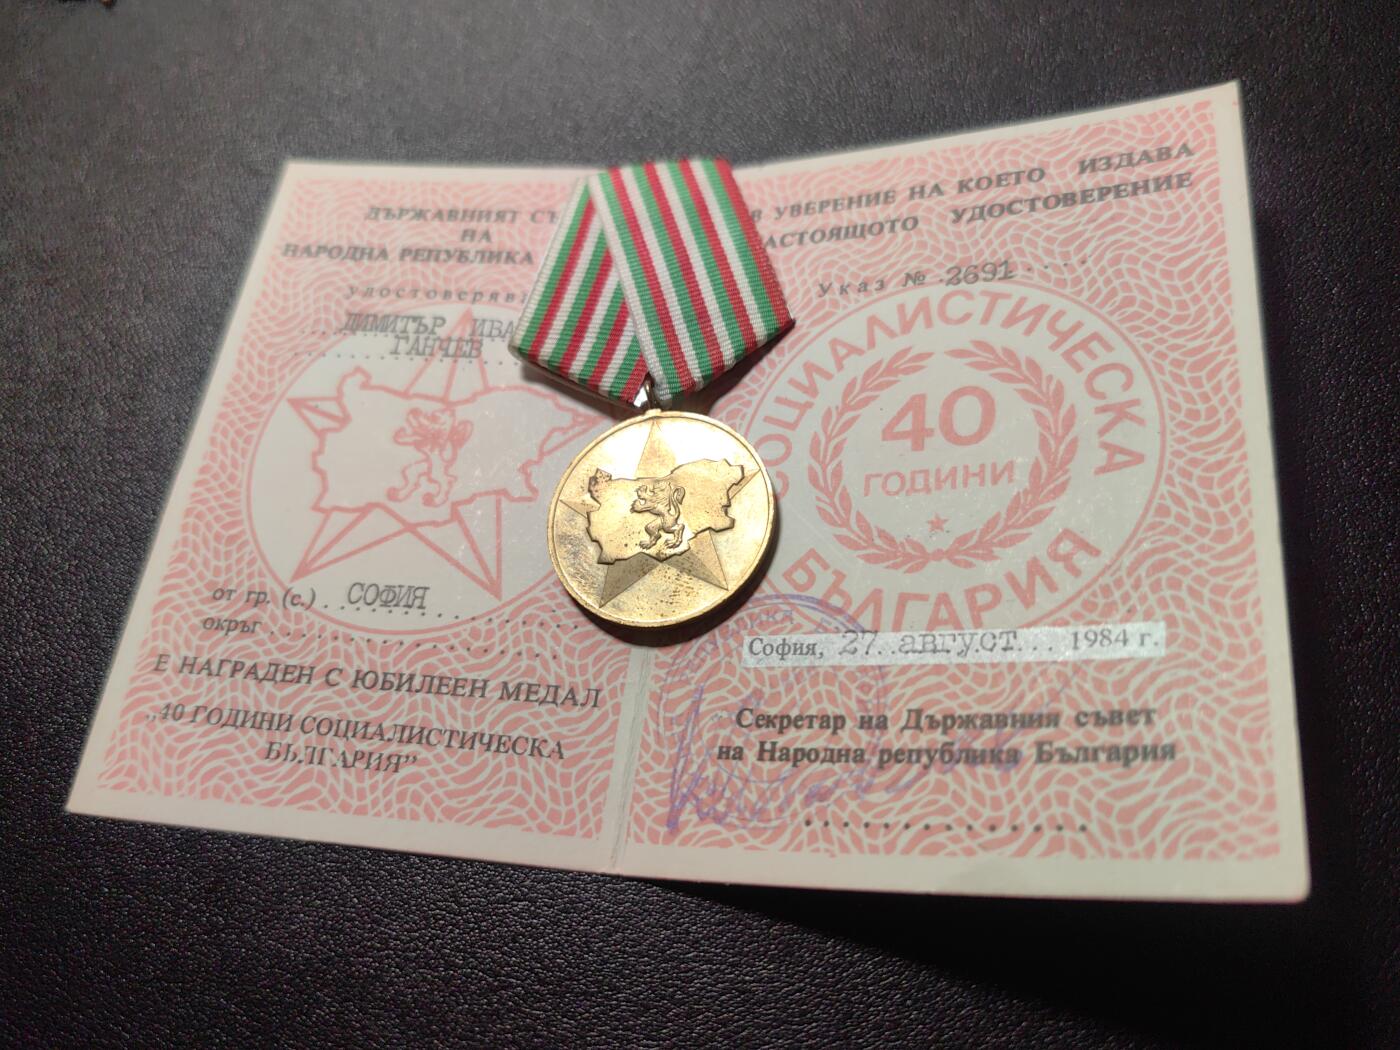 ДЪРЖАВНИЯТ СЪ
НА
НАРОДНА РЕПУБЛИКА
удостоверяв
ДИМИТЪР ИВА
ГАНЧЕВ
от гр. (с.) СОФИЯ
окръг
Е НАГРАДЕН С ЮБИЛЕЕН МЕДАЛ
„40 ГОДИНИ СОЦИАЛИСТИЧЕСКА
БЪЛГАРИЯ”
В УВЕРЕНИЕ НА КОЕТО ИЗДАВА
АСТОЯЩОТО УДОСТОВЕРЕНИЕ
Указ № 2691
СОЦИАЛИСТИЧЕСКА
40
ГОДИНИ
БЪЛГАРИЯ
София, 27 август 1984 г.
Секретар на Държавния съвет
на Народна република България